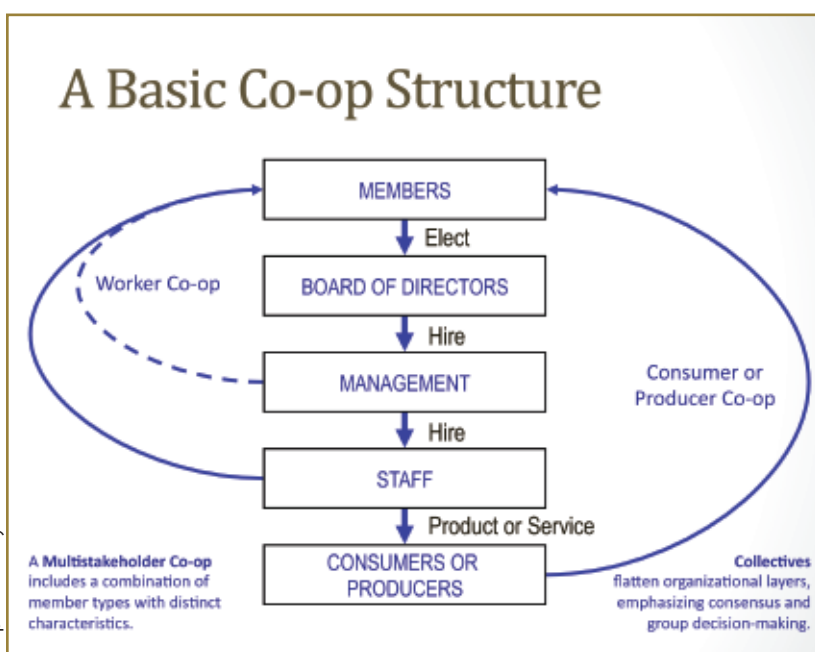 A Basic Co-op Structure
MEMBERS
Elect
Worker Co-op
BOARD OF DIRECTORS
Hire
MANAGEMENT
Consumer or
Producer Co-op
Hire
STAFF
Product or Service
CONSUMERS OR
PRODUCERS
A Multistakeholder Co-op
includes a combination of
member types with distinct
characteristics.
Collectives
flatten organizational layers,
emphasizing consensus and
group decision-making.